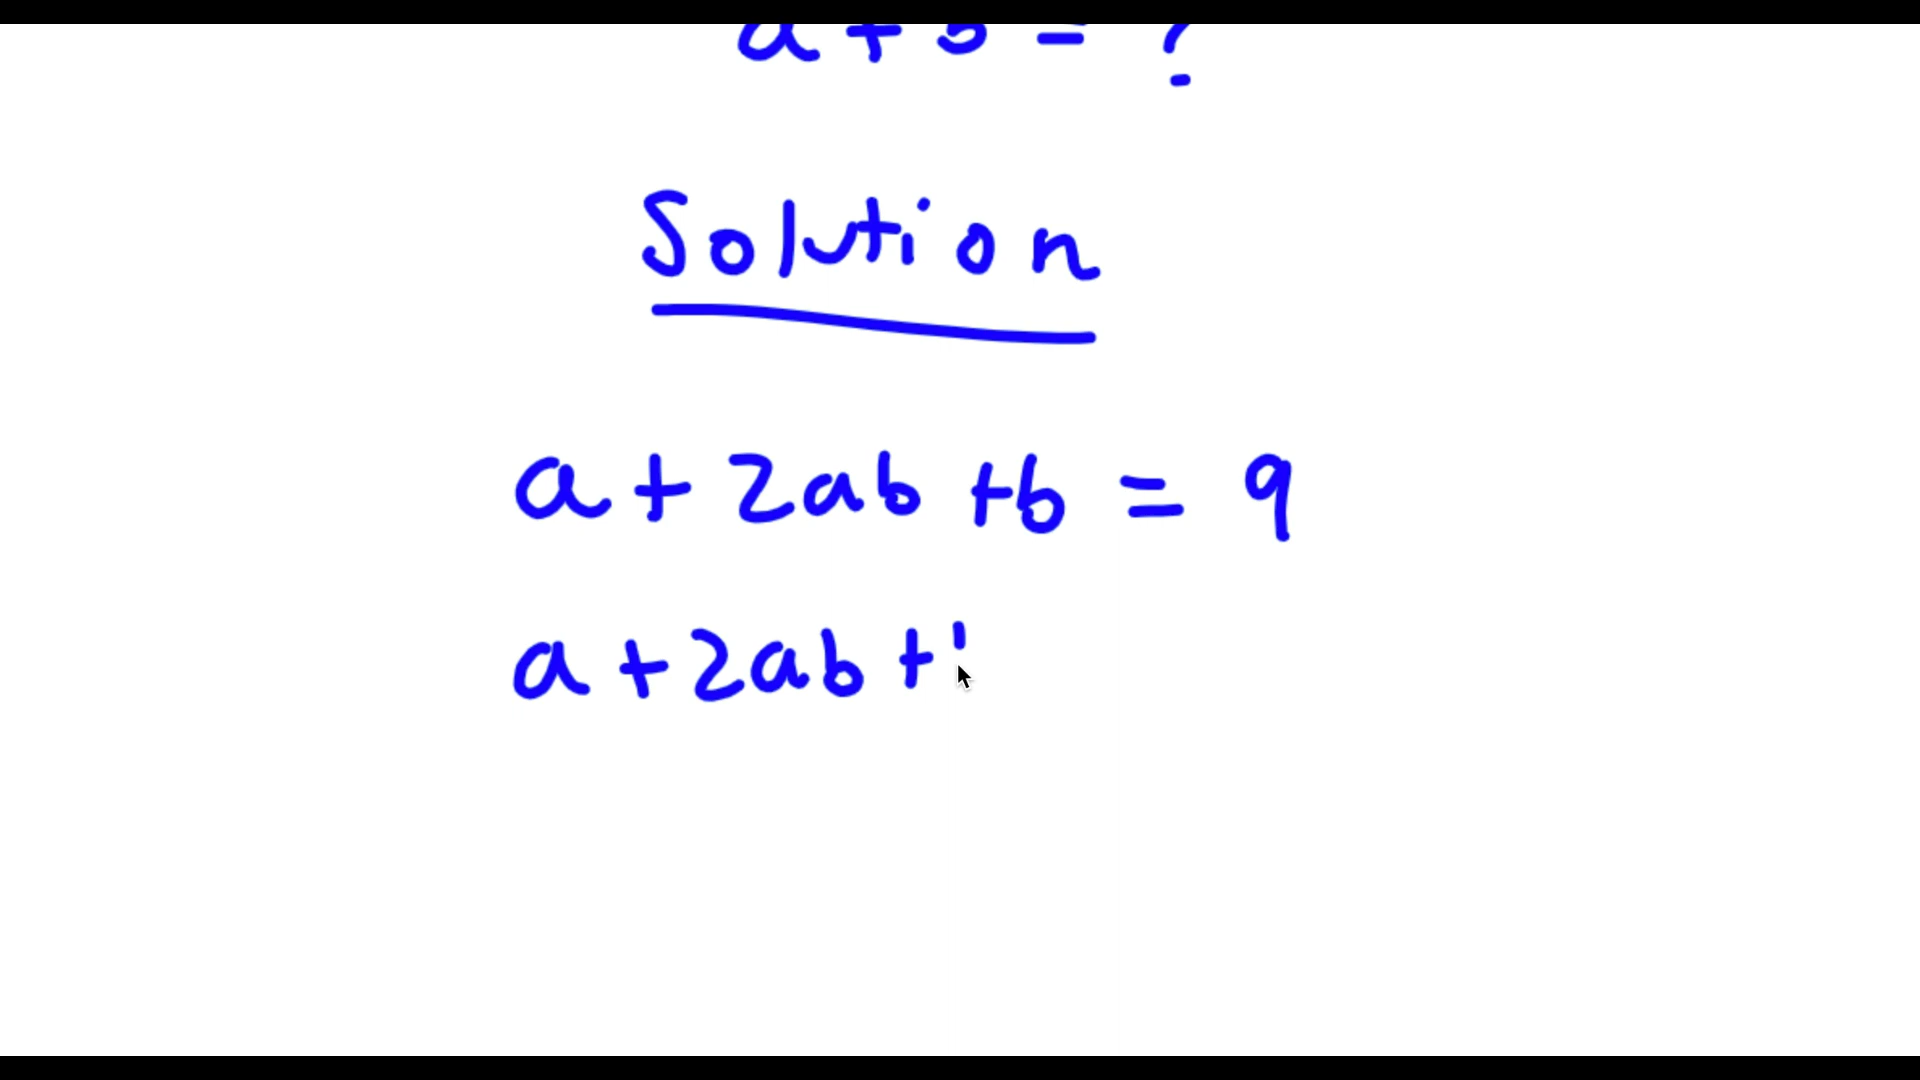 a + b = ?
Solution
a + 2ab + b = 9
a + 2ab +